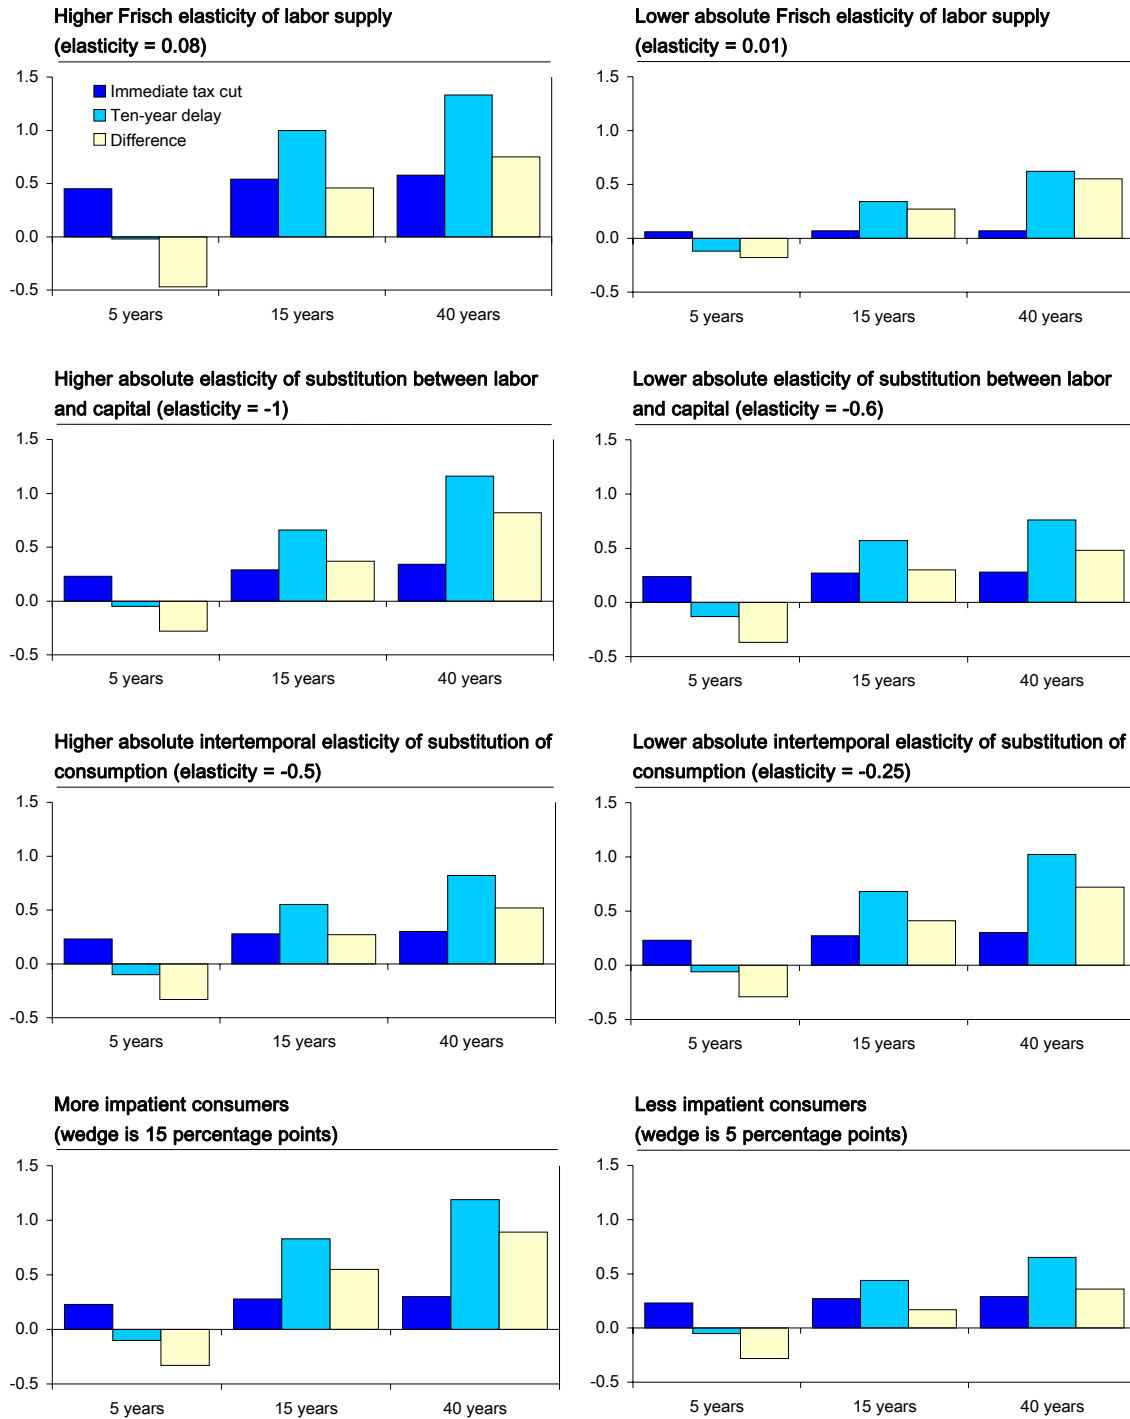 Higher Frisch elasticity of labor supply
(elasticity = 0.08)
1.5
1.0
0.5
0.0
-0.5
Immediate tax cut
Ten-year delay
Difference
5 years
15 years
40 years
Lower absolute Frisch elasticity of labor supply
(elasticity = 0.01)
1.5
1.0
0.5
0.0
-0.5
5 years
15 years
40 years
Higher absolute elasticity of substitution between labor
and capital (elasticity = -1)
1.5
1.0
0.5
0.0
-0.5
5 years
15 years
40 years
Lower absolute elasticity of substitution between labor
and capital (elasticity = -0.6)
1.5
1.0
0.5
0.0
-0.5
5 years
15 years
40 years
Higher absolute intertemporal elasticity of substitution of
consumption (elasticity = -0.5)
1.5
1.0
0.5
0.0
-0.5
5 years
15 years
40 years
Lower absolute intertemporal elasticity of substitution of
consumption (elasticity = -0.25)
1.5
1.0
0.5
0.0
-0.5
5 years
15 years
40 years
More impatient consumers
(wedge is 15 percentage points)
1.5
1.0
0.5
0.0
-0.5
5 years
15 years
40 years
Less impatient consumers
(wedge is 5 percentage points)
1.5
1.0
0.5
0.0
-0.5
5 years
15 years
40 years